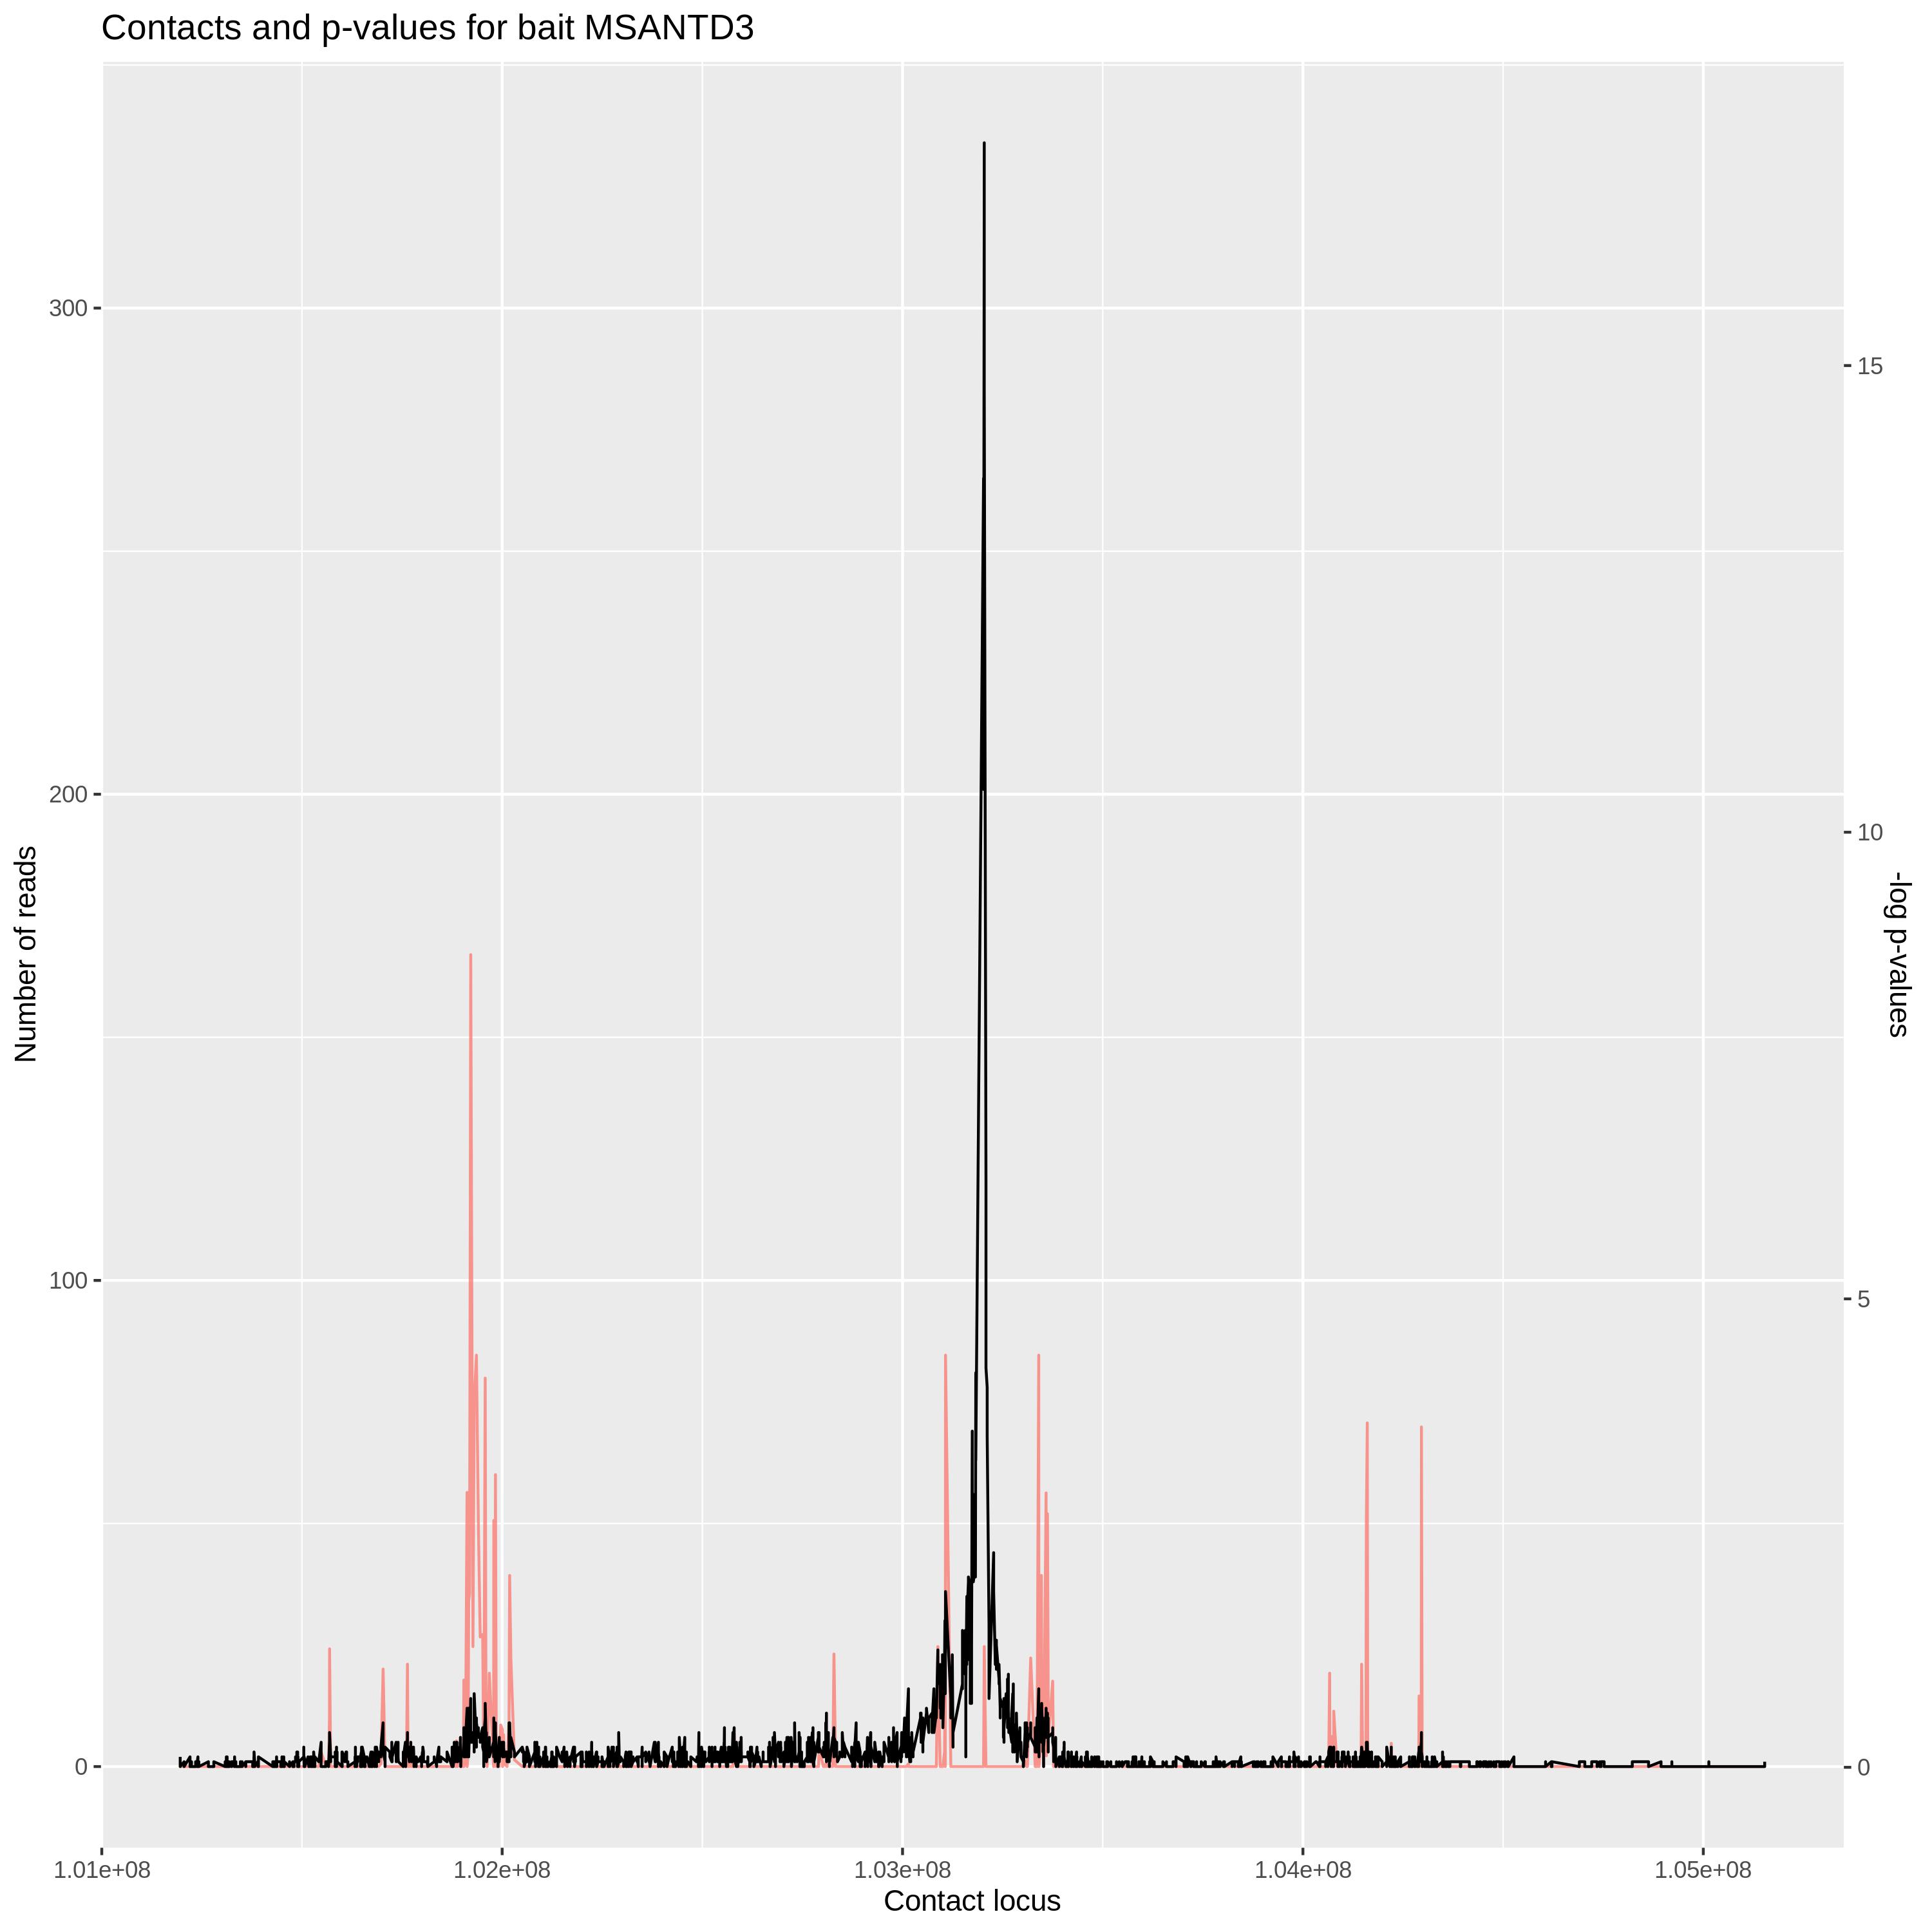 Contacts and p-values for bait MSANTD3
Number of reads
300
200
100
0
15
10
5
0
-log p-values
1.01e+08
1.02e+08
1.03e+08
1.04e+08
1.05e+08
Contact locus